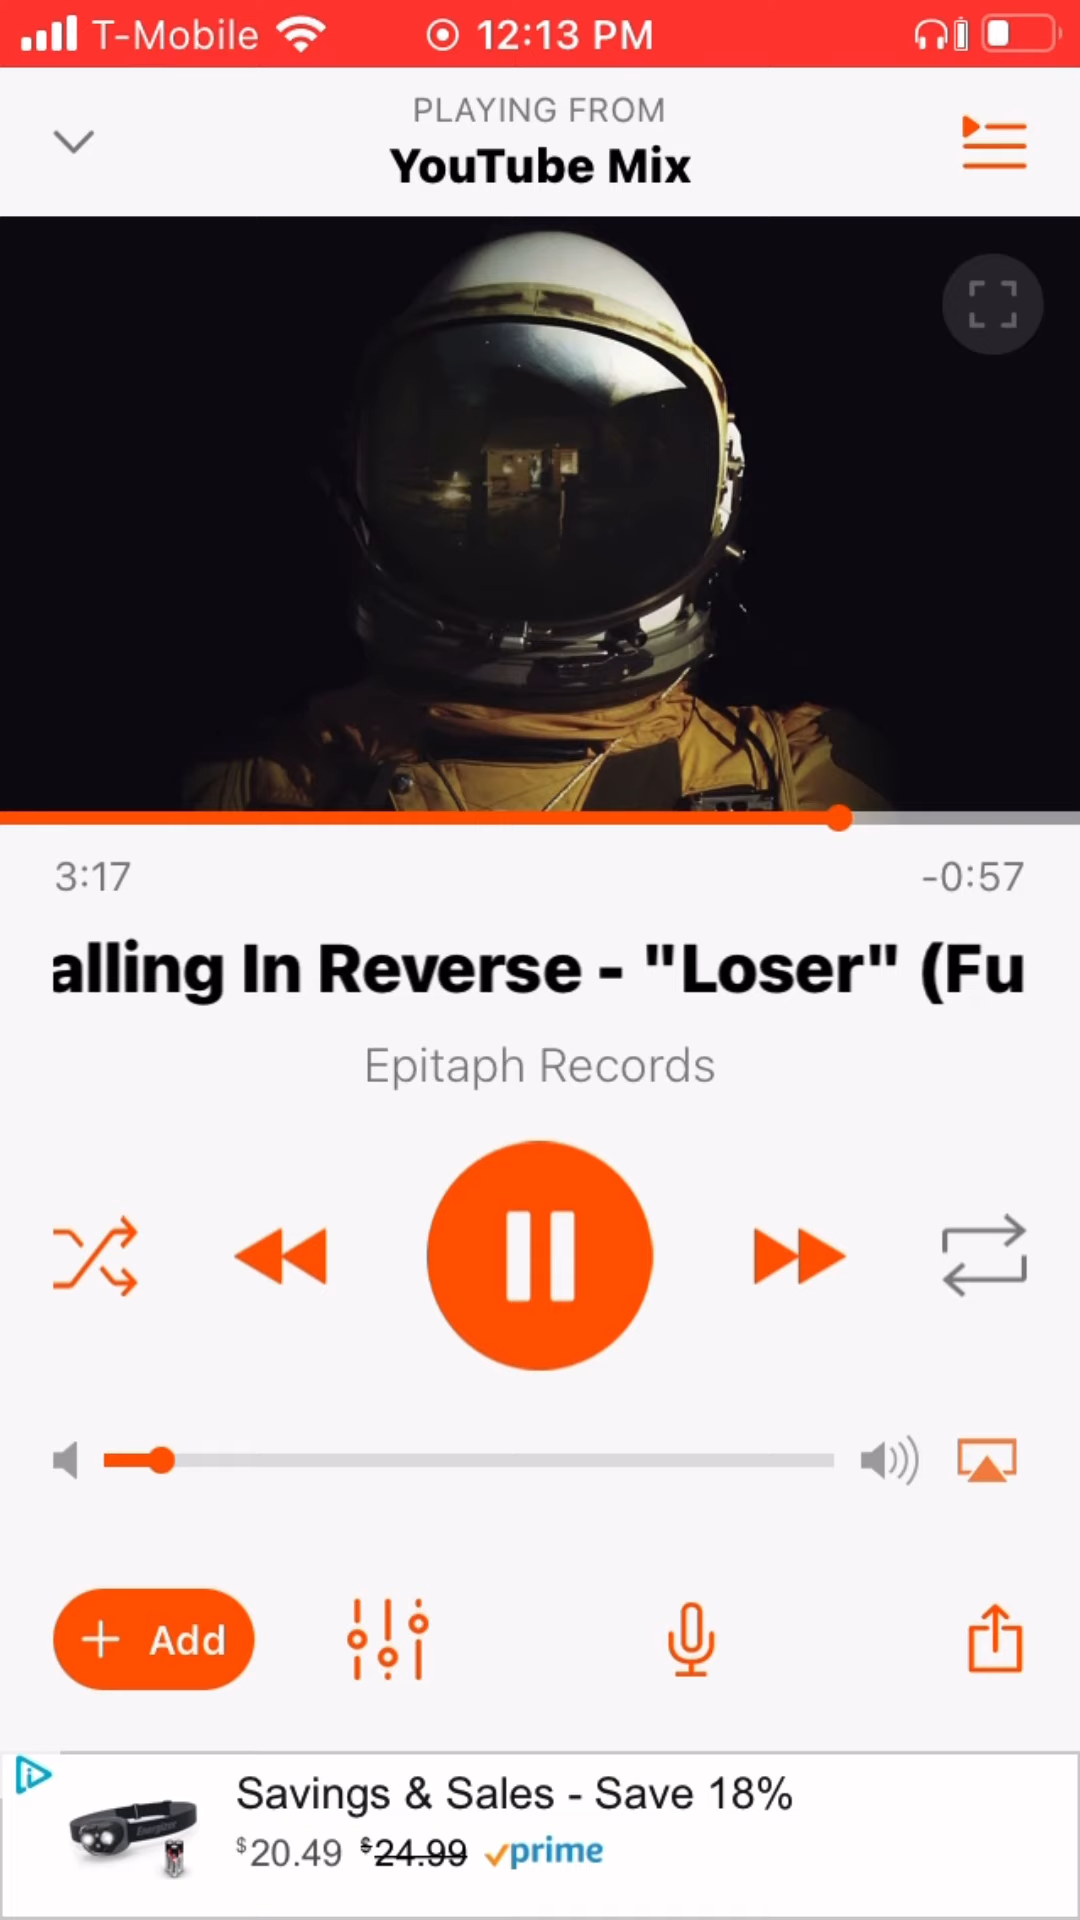 T-Mobile 12:13 PM
PLAYING FROM
YouTube Mix
3:17 -0:57
alling In Reverse - "Loser" (Fu
Epitaph Records
+ Add
Savings & Sales - Save 18%
$20.49 $24.99 prime